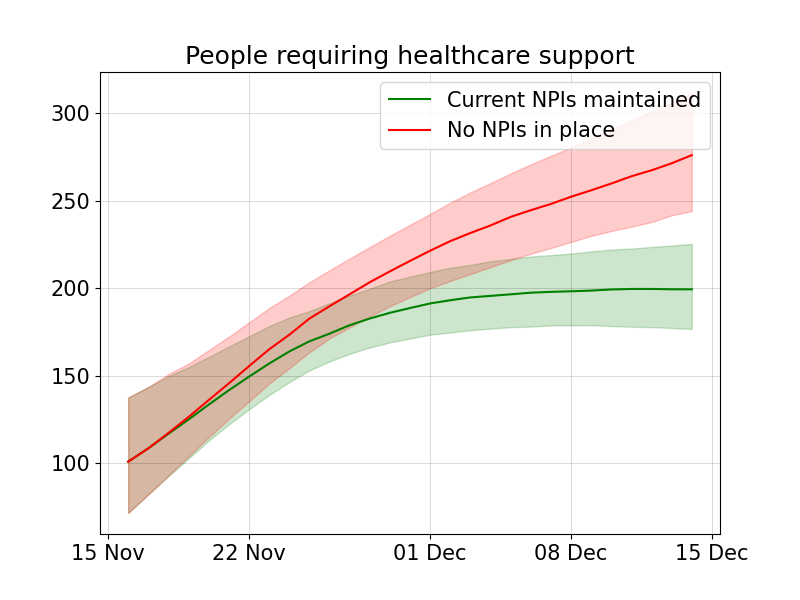 People requiring healthcare support
Current NPIs maintained
No NPIs in place
300
250
200
150
100
15 Nov
22 Nov
01 Dec
08 Dec
15 Dec